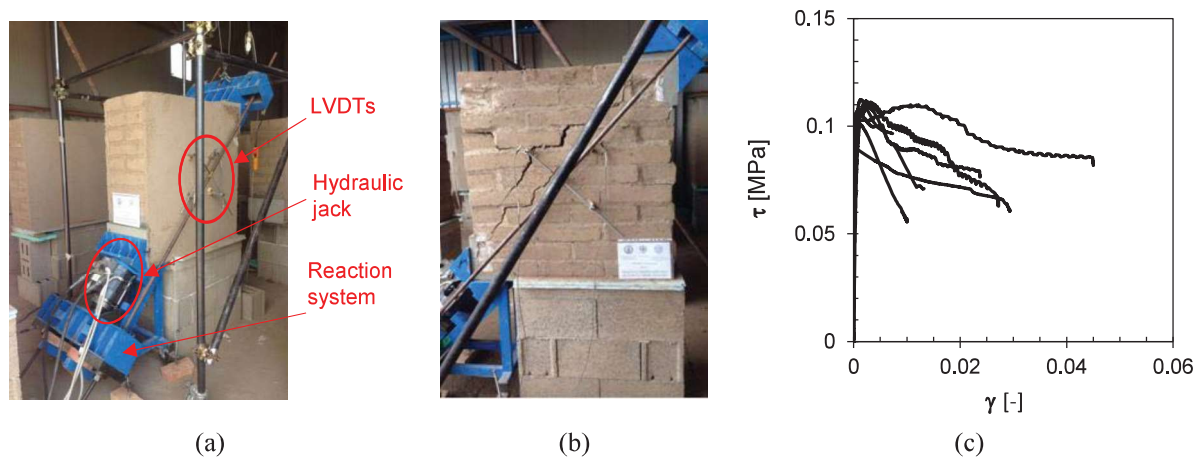 LVDTs
Hydraulic
jack
Reaction
system
0.15
0.1
0.05
0
τ [MPa]
0
0.02
0.04
0.06
γ [-]
(a)
(b)
(c)